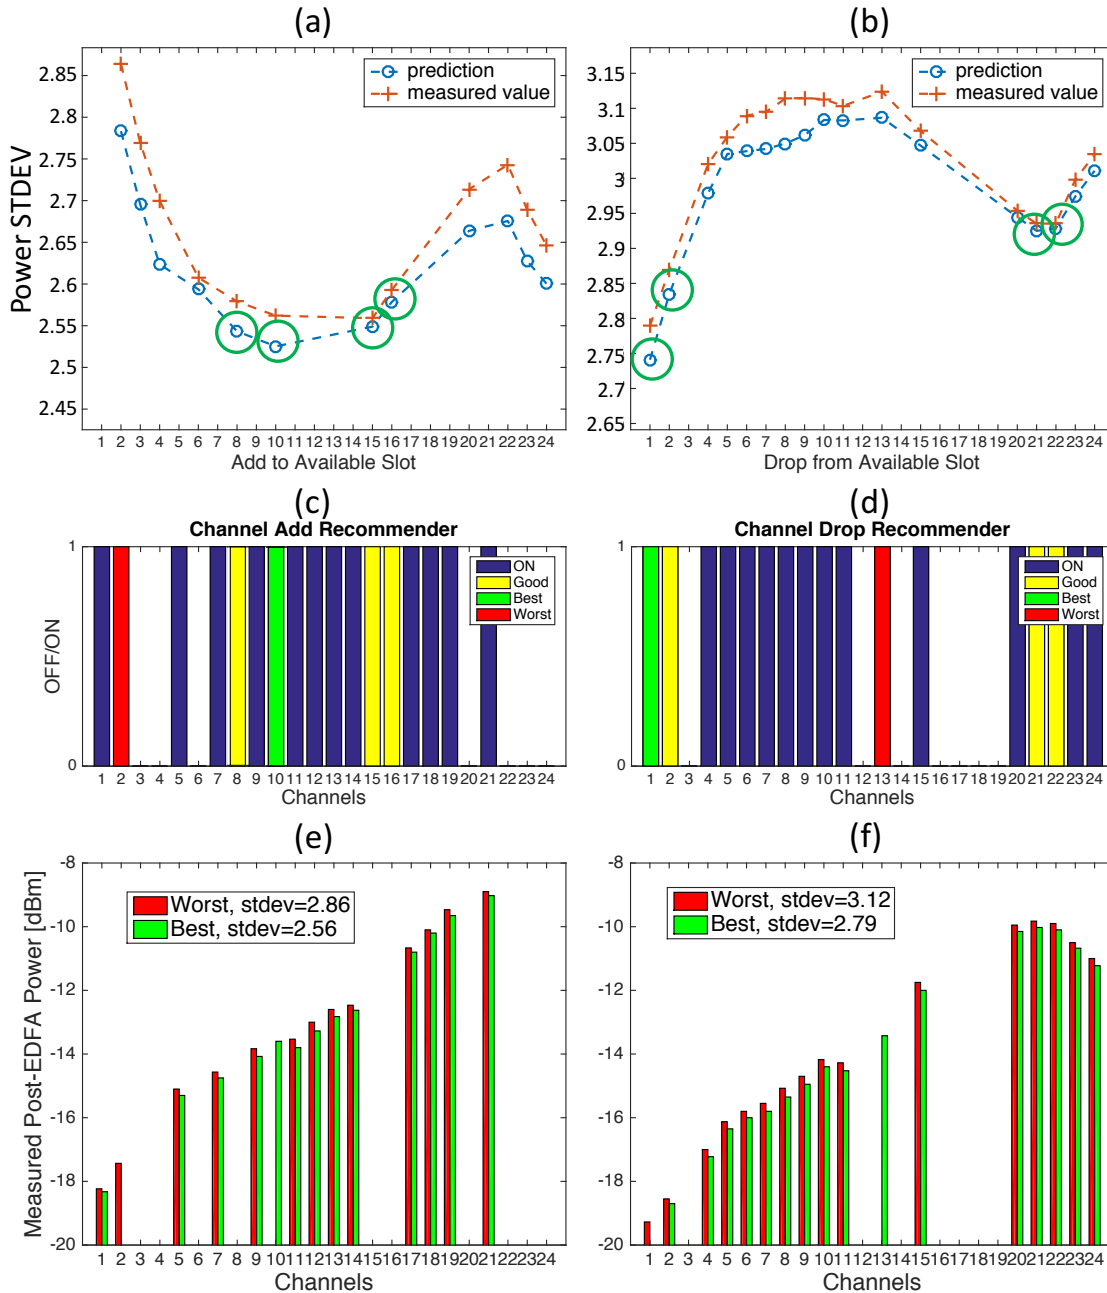 (a)
(b)
Power STDEV
2.85
2.8
2.75
2.7
2.65
2.6
2.55
2.5
2.45
prediction
measured value
1 2 3 4 5 6 7 8 9 10 11 12 13 14 15 16 17 18 19 20 21 22 23 24
Add to Available Slot
3.15
3.1
3.05
3
2.95
2.9
2.85
2.8
2.75
2.7
2.65
prediction
measured value
1 2 3 4 5 6 7 8 9 10 11 12 13 14 15 16 17 18 19 20 21 22 23 24
Drop from Available Slot
(c)
(d)
Channel Add Recommender
OFF/ON
1
0
ON
Good
Best
Worst
1 2 3 4 5 6 7 8 9 10 11 12 13 14 15 16 17 18 19 20 21 22 23 24
Channels
Channel Drop Recommender
1
0
ON
Good
Best
Worst
1 2 3 4 5 6 7 8 9 10 11 12 13 14 15 16 17 18 19 20 21 22 23 24
Channels
(e)
(f)
Measured Post-EDFA Power [dBm]
-8
-10
-12
-14
-16
-18
-20
Worst, stdev=2.86
Best, stdev=2.56
1 2 3 4 5 6 7 8 9 10 11 12 13 14 15 16 17 18 19 20 21 22 23 24
Channels
-8
-10
-12
-14
-16
-18
-20
Worst, stdev=3.12
Best, stdev=2.79
1 2 3 4 5 6 7 8 9 10 11 12 13 14 15 16 17 18 19 20 21 22 23 24
Channels